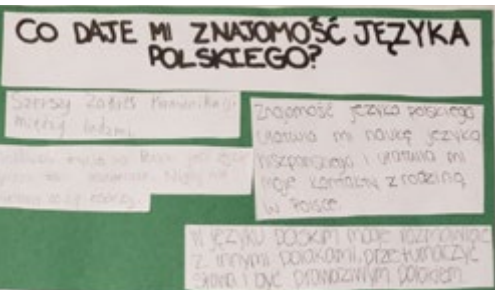 CO DAJE MI ZNAJOMOŚĆ JĘZYKA
POLSKIEGO?
Szerszy zakres komunikacji
między ludźmi
Znajomość języka polskiego
ułatwia mi naukę języka
hiszpańskiego i ułatwia mi
moje kontakty z rodziną
w Polsce.
W języku polskim mogę rozmawiać
z innymi polakami, przetłumaczyć
słowa i być prawdziwym polakiem.